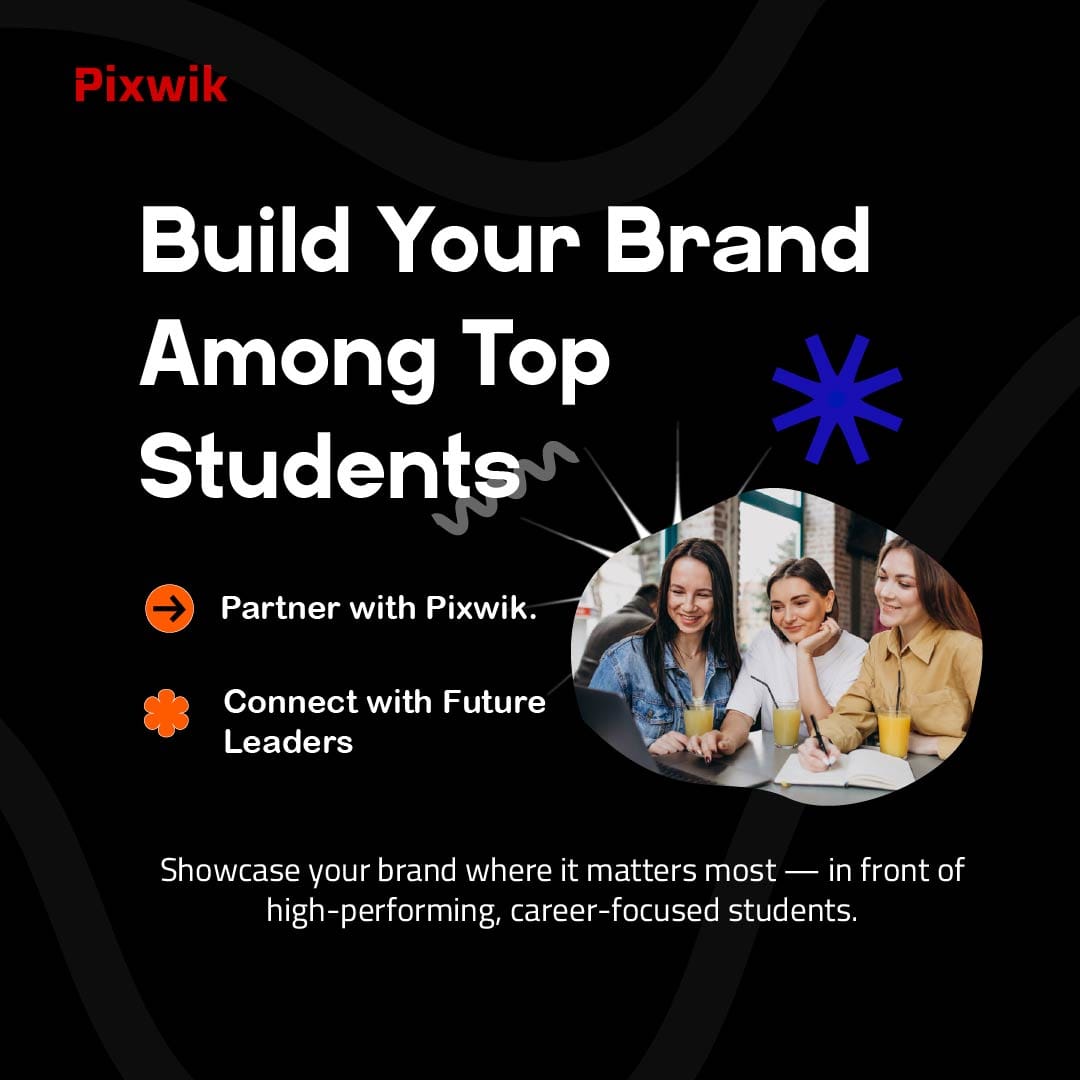 Pixwik
Build Your Brand
Among Top
Students
Partner with Pixwik.
Connect with Future
Leaders
Showcase your brand where it matters most — in front of
high-performing, career-focused students.